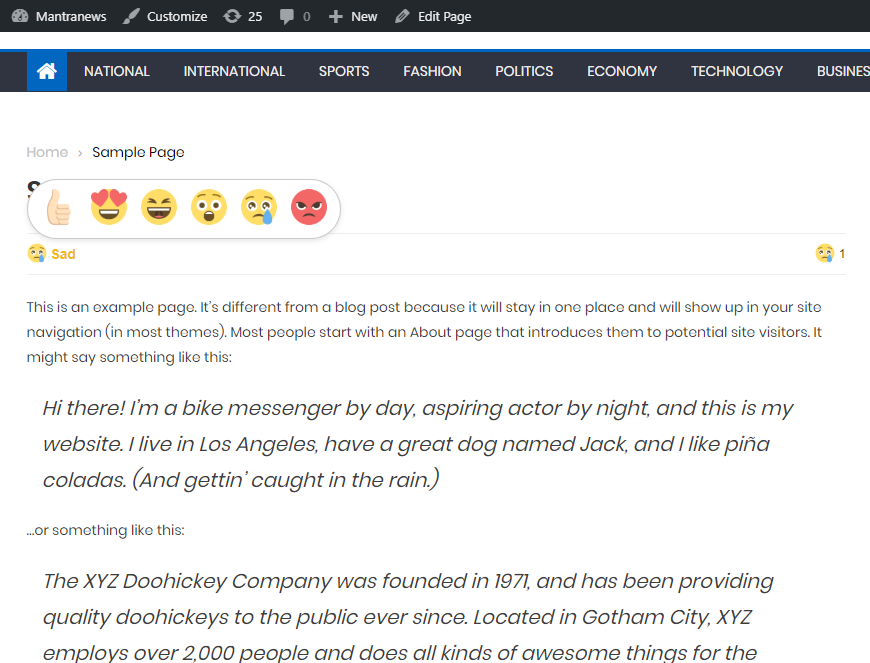 Mantranews Customize 25 0 New Edit Page
NATIONAL INTERNATIONAL SPORTS FASHION POLITICS ECONOMY TECHNOLOGY BUSINES
Home › Sample Page
Sad 1
This is an example page. It’s different from a blog post because it will stay in one place and will show up in your site
navigation (in most themes). Most people start with an About page that introduces them to potential site visitors. It
might say something like this:
Hi there! I’m a bike messenger by day, aspiring actor by night, and this is my
website. I live in Los Angeles, have a great dog named Jack, and I like piña
coladas. (And gettin’ caught in the rain.)
…or something like this:
The XYZ Doohickey Company was founded in 1971, and has been providing
quality doohickeys to the public ever since. Located in Gotham City, XYZ
employs over 2,000 people and does all kinds of awesome things for the